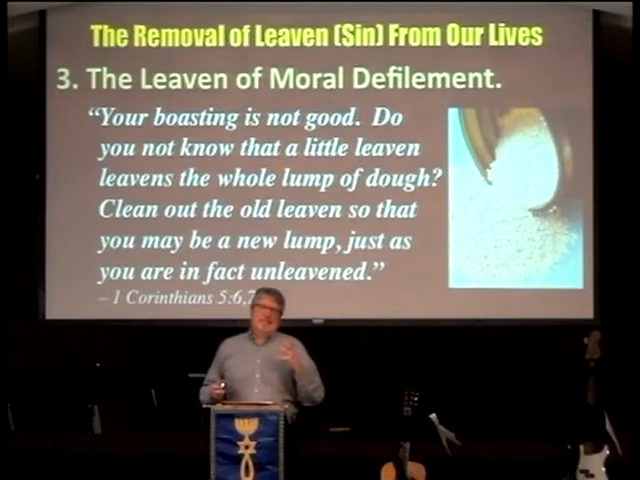 The Removal of Leaven (Sin) From Our Lives
3. The Leaven of Moral Defilement.
“Your boasting is not good. Do
you not know that a little leaven
leavens the whole lump of dough?
Clean out the old leaven so that
you may be a new lump, just as
you are in fact unleavened.”
– 1 Corinthians 5:6,7